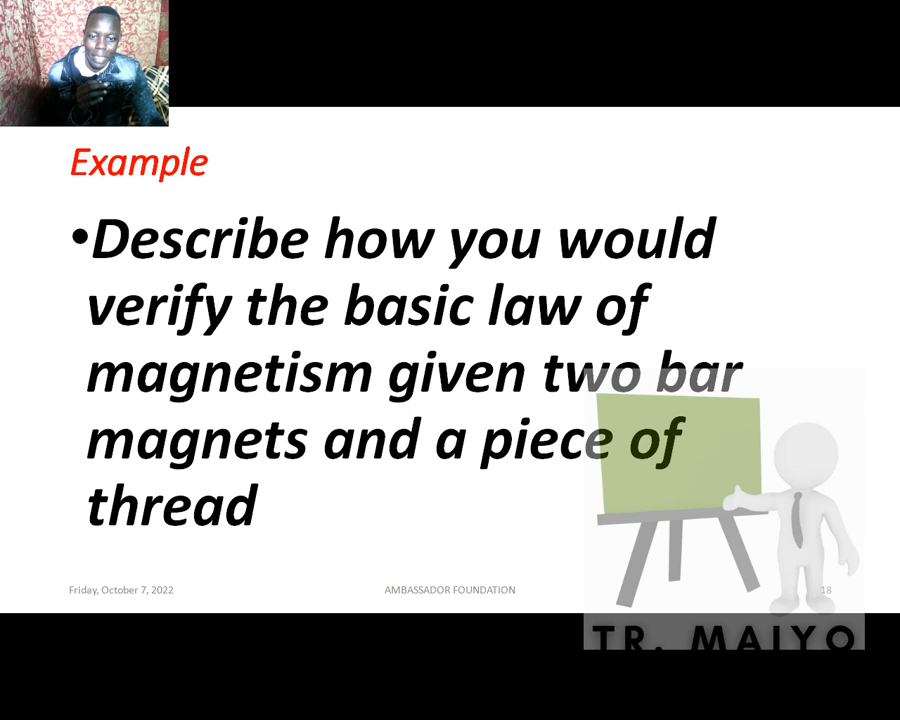 Example
•Describe how you would
verify the basic law of
magnetism given two bar
magnets and a piece of
thread
Friday, October 7, 2022
AMBASSADOR FOUNDATION
18
TR. MAIYO